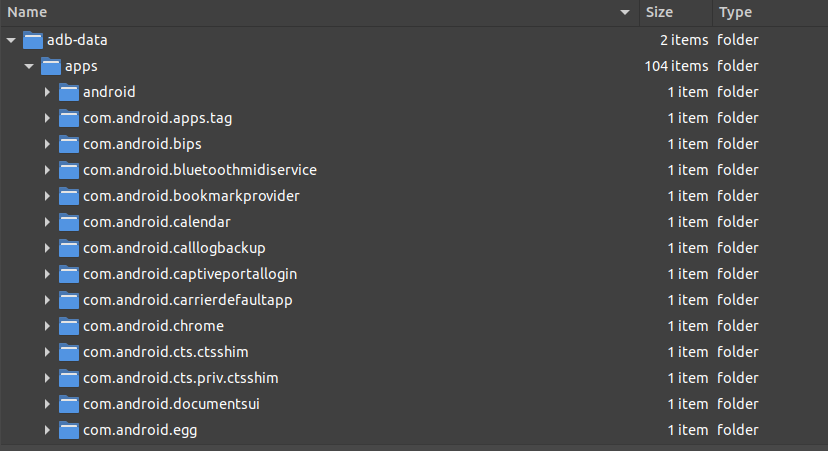 Name Size Type
adb-data 2 items folder
apps 104 items folder
android 1 item folder
com.android.apps.tag 1 item folder
com.android.bips 1 item folder
com.android.bluetoothmidiservice 1 item folder
com.android.bookmarkprovider 1 item folder
com.android.calendar 1 item folder
com.android.calllogbackup 1 item folder
com.android.captiveportallogin 1 item folder
com.android.carrierdefaultapp 1 item folder
com.android.chrome 1 item folder
com.android.cts.ctsshim 1 item folder
com.android.cts.priv.ctsshim 1 item folder
com.android.documentsui 1 item folder
com.android.egg 1 item folder